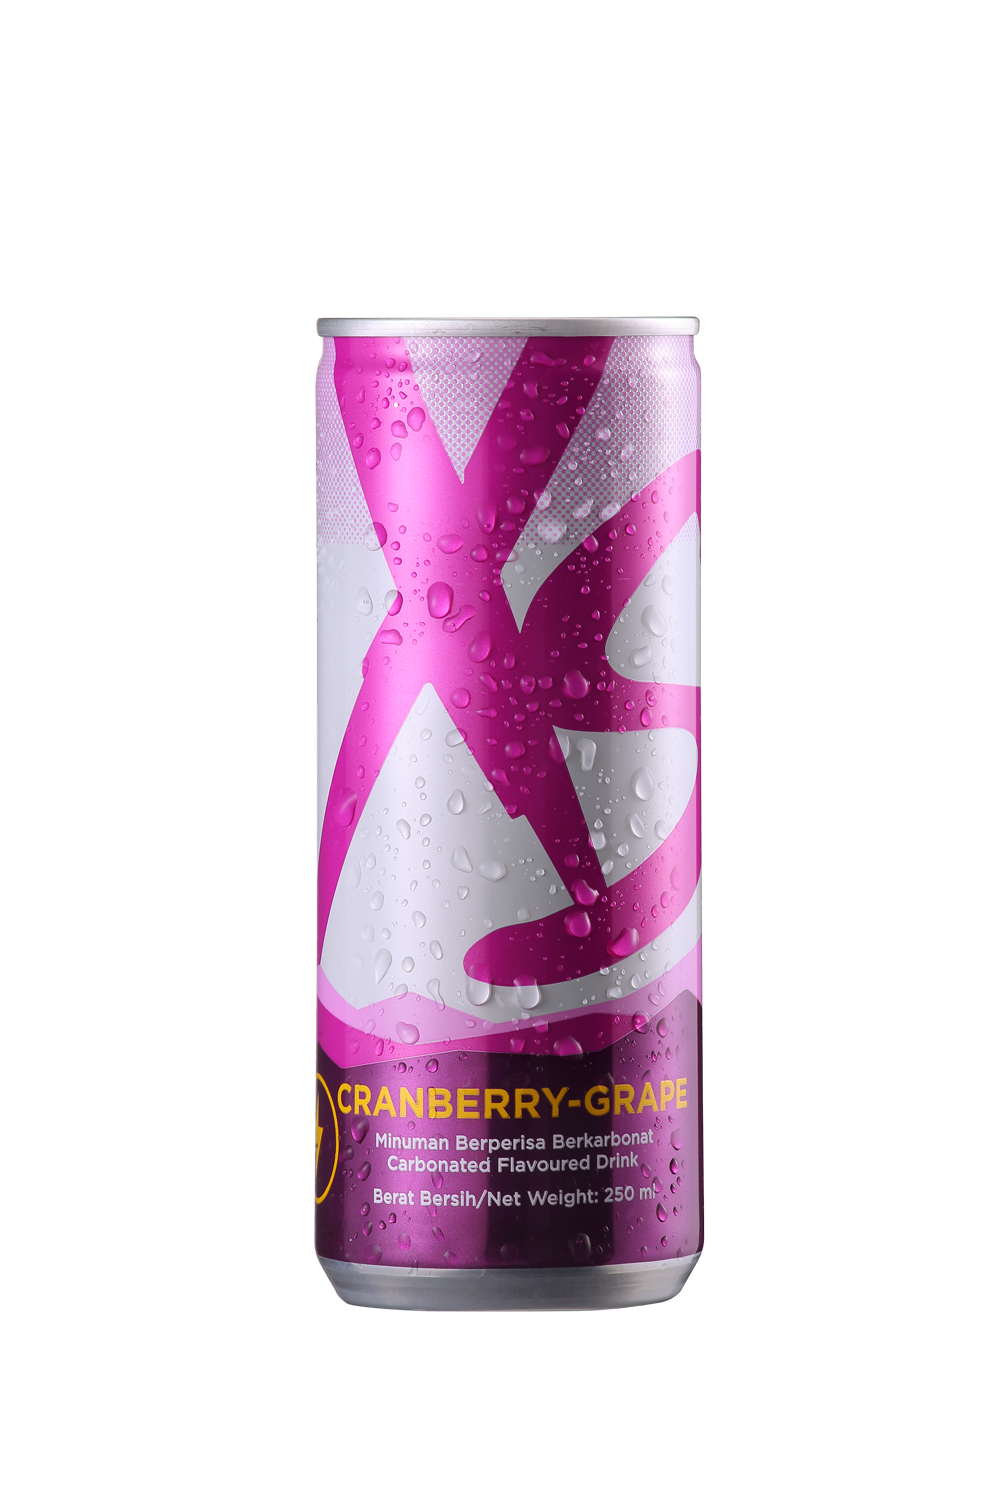 XS
CRANBERRY-GRAPE
Minuman Berperisa Berkarbonat
Carbonated Flavoured Drink
Berat Bersih/Net Weight: 250 ml